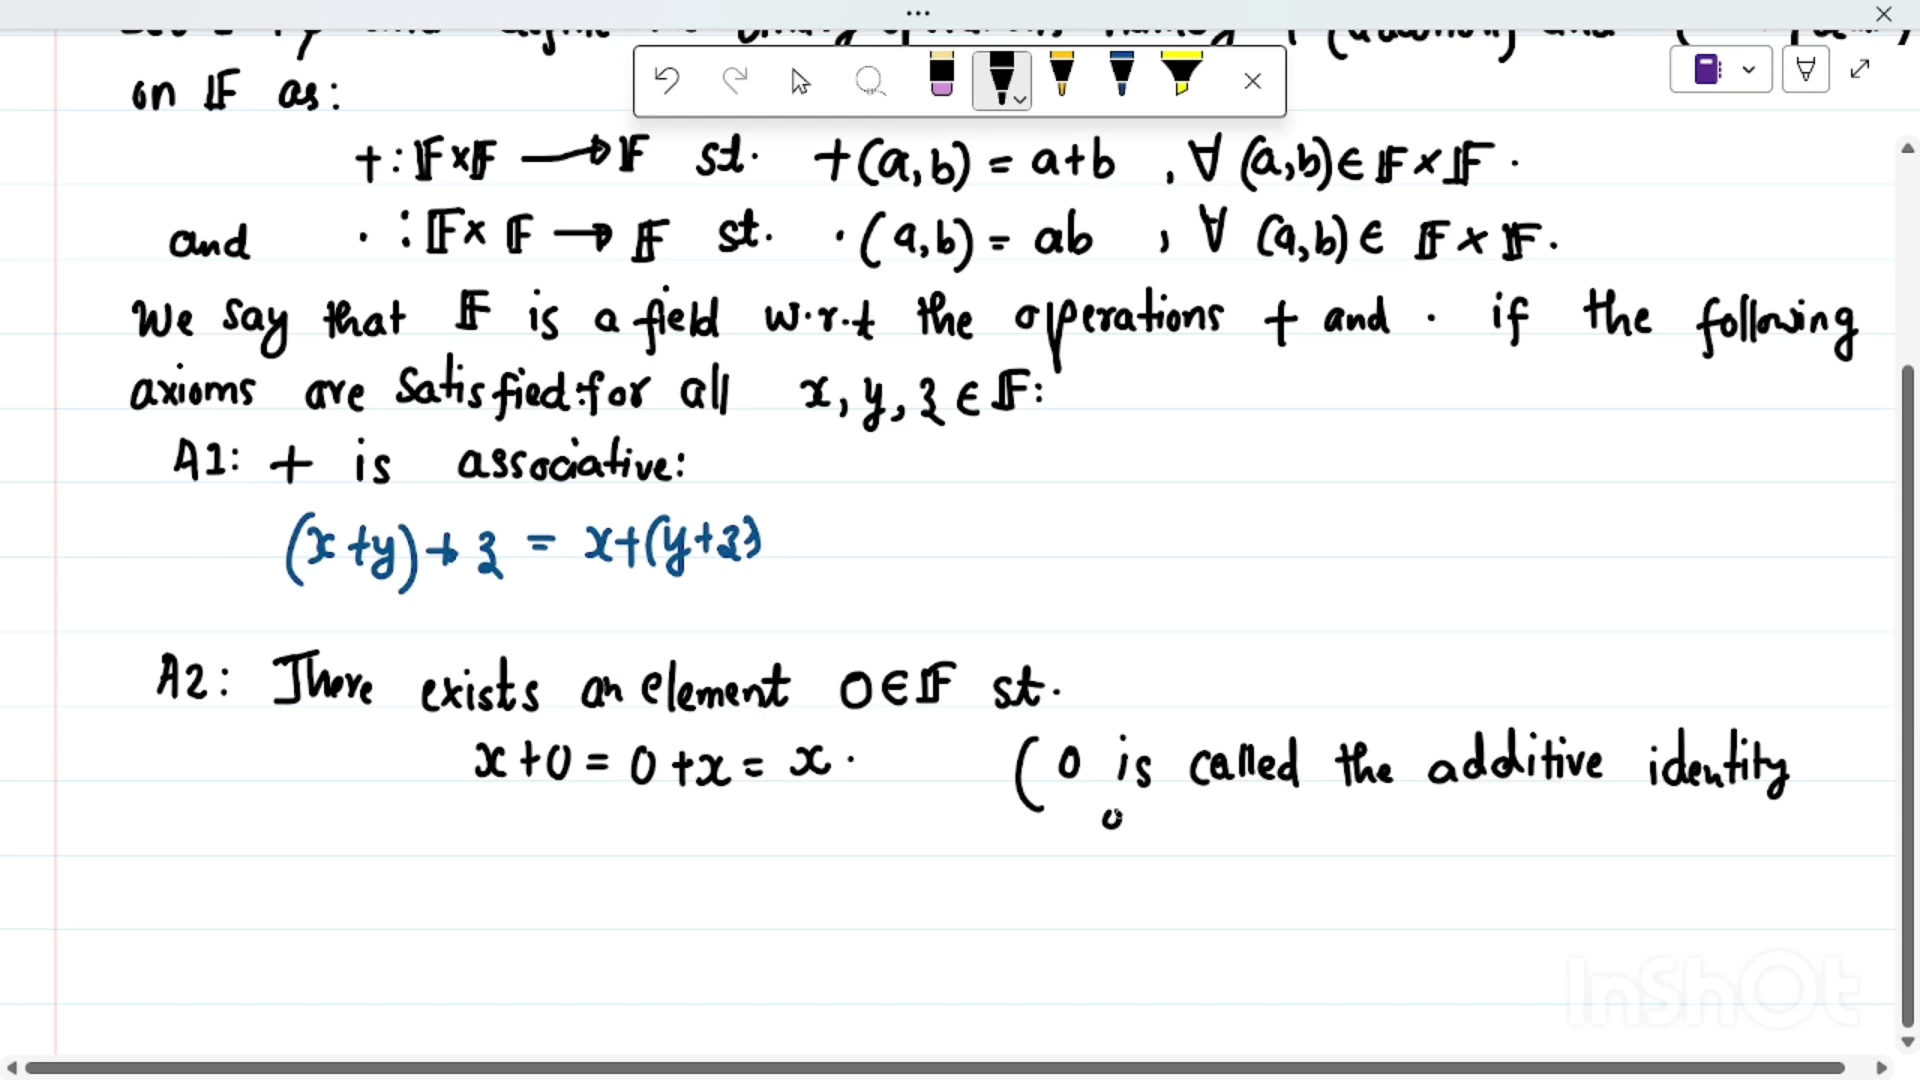 on 𝔽 as:
+ : 𝔽×𝔽 ⟶ 𝔽 st. +(a,b) = a+b , ∀ (a,b) ∈ 𝔽 × 𝔽 .
and · : 𝔽× 𝔽 → 𝔽 st. ·(a,b) = ab , ∀ (a,b) ∈ 𝔽 × 𝔽.
We say that 𝔽 is a field w.r.t the operations + and · if the following
axioms are satisfied: for all x, y, z ∈ 𝔽:
A1: + is associative:
(x+y)+z = x+(y+z)
A2: There exists an element 0∈𝔽 st.
x+0 = 0+x = x. ( 0 is called the additive identity
o
InShOt